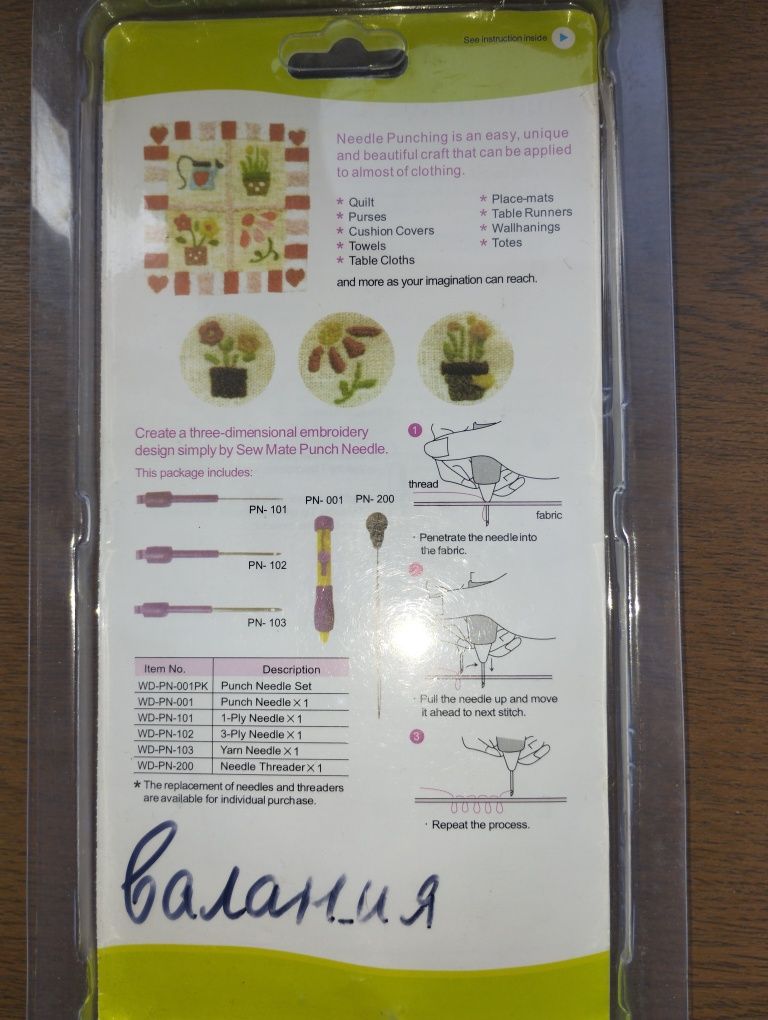 See instruction inside
Needle Punching is an easy, unique
and beautiful craft that can be applied
to almost of clothing.
* Quilt
* Purses
* Cushion Covers
* Towels
* Table Cloths
* Place-mats
* Table Runners
* Wallhanings
* Totes
and more as your imagination can reach.
Create a three-dimensional embroidery
design simply by Sew Mate Punch Needle.
This package includes:
PN- 101
PN- 102
PN- 103
PN- 001
PN- 200
Item No. Description
WD-PN-001PK Punch Needle Set
WD-PN-001 Punch Needle X 1
WD-PN-101 1-Ply Needle X 1
WD-PN-102 3-Ply Needle X 1
WD-PN-103 Yarn Needle X 1
WD-PN-200 Needle Threader X 1
* The replacement of needles and threaders
are available for individual purchase.
1
thread
fabric
· Penetrate the needle into
the fabric.
2
· Pull the needle up and move
it ahead to next stitch.
3
· Repeat the process.
валания